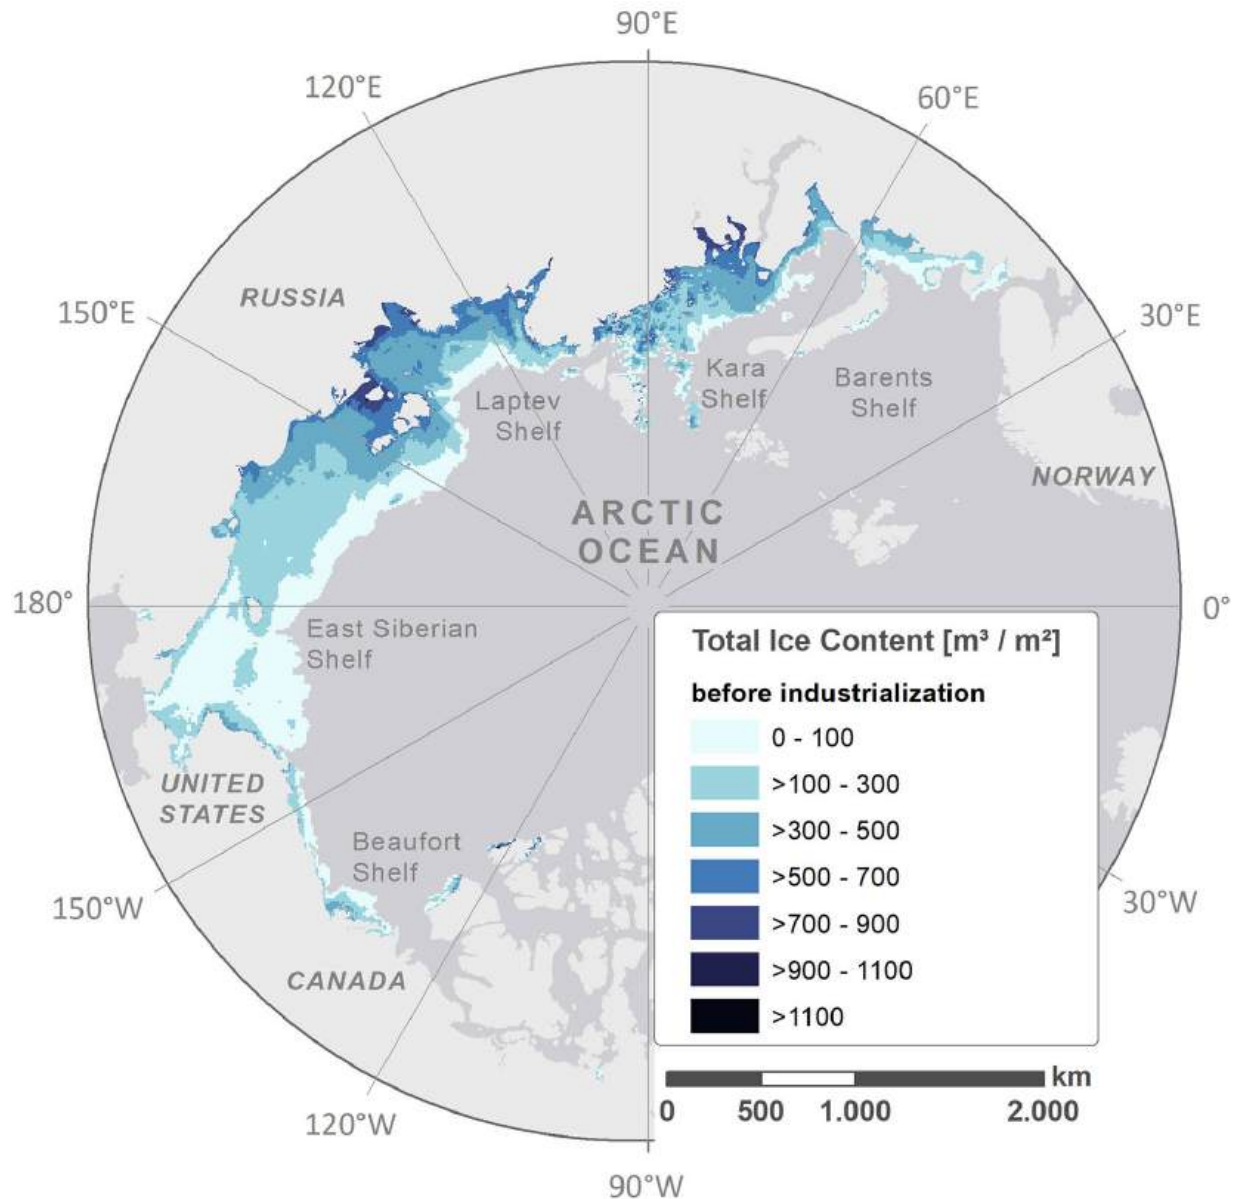 90°E
120°E
60°E
150°E
RUSSIA
30°E
Kara
Shelf
Barents
Shelf
Laptev
Shelf
NORWAY
ARCTIC
OCEAN
180°
0°
East Siberian
Shelf
UNITED
STATES
Beaufort
Shelf
150°W
CANADA
30°W
120°W
90°W
Total Ice Content [m³ / m²]
before industrialization
0 - 100
>100 - 300
>300 - 500
>500 - 700
>700 - 900
>900 - 1100
>1100
km
0 500 1.000 2.000